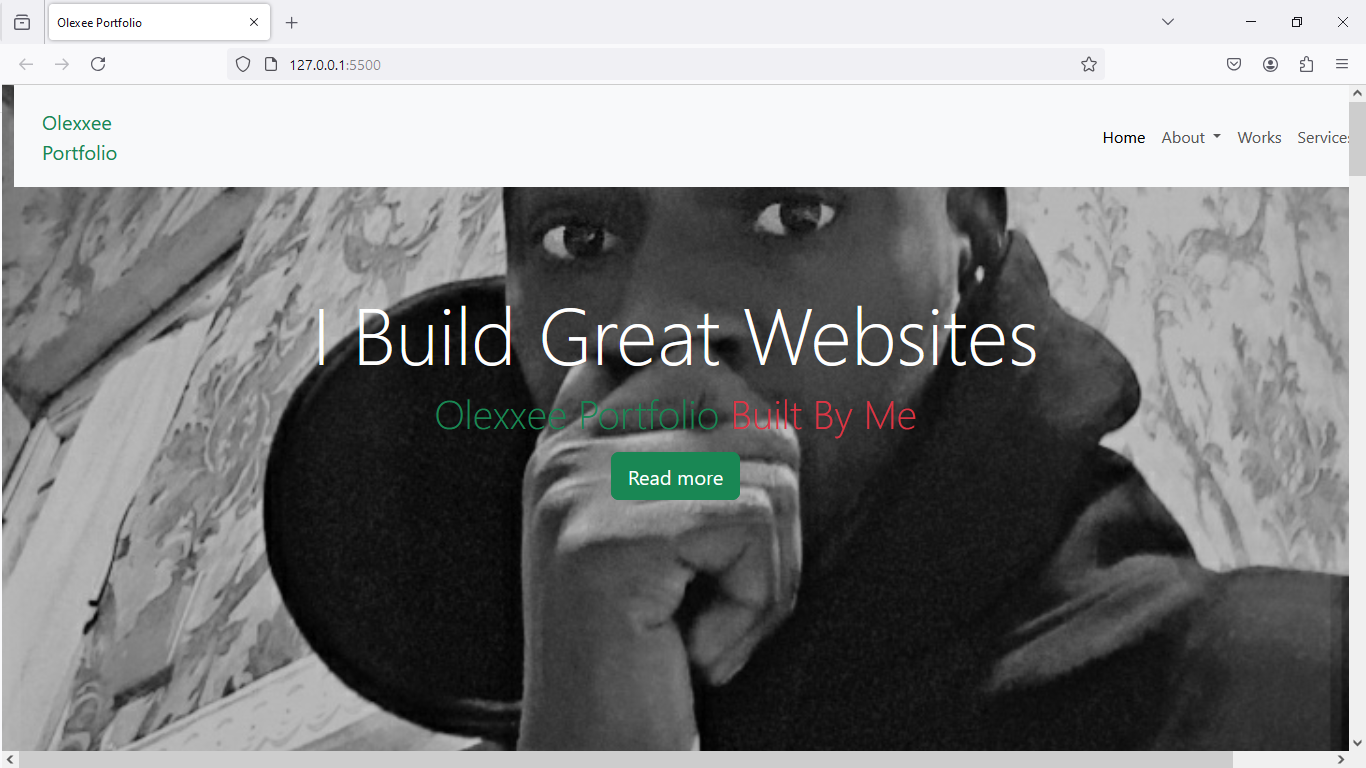 Olexee Portfolio
127.0.0.1:5500
Olexxee
Portfolio
Home About Works Services
I Build Great Websites
Olexxee Portfolio Built By Me
Read more